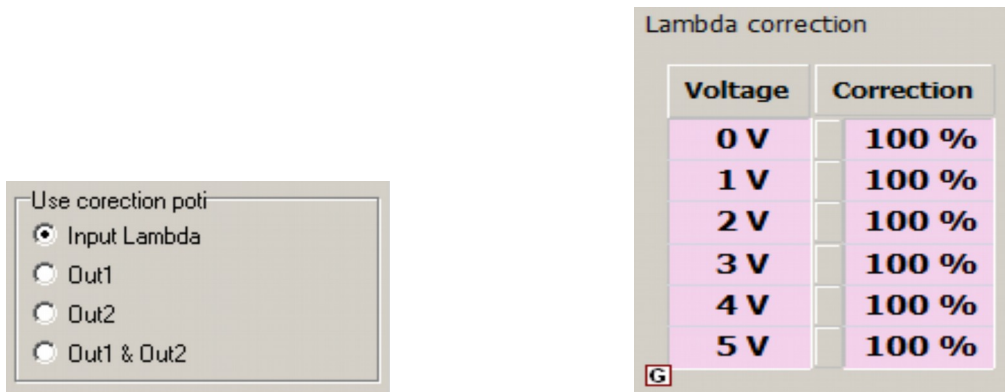 Use corection poti
Input Lambda
Out1
Out2
Out1 & Out2
Lambda correction
Voltage Correction
0 V 100 %
1 V 100 %
2 V 100 %
3 V 100 %
4 V 100 %
5 V 100 %
G